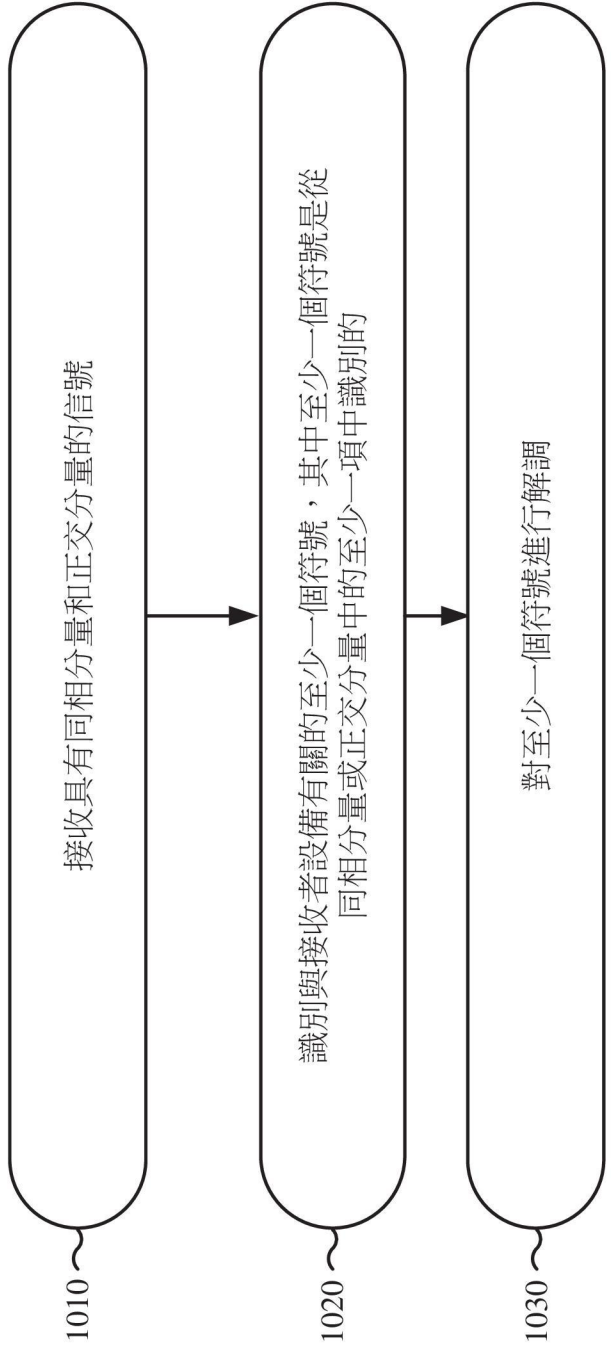 1010
接收具有同相分量和正交分量的信號
1020
識別與接收者設備有關的至少一個符號，其中至少一個符號是從
同相分量或正交分量中的至少一項中識別的
1030
對至少一個符號進行解調